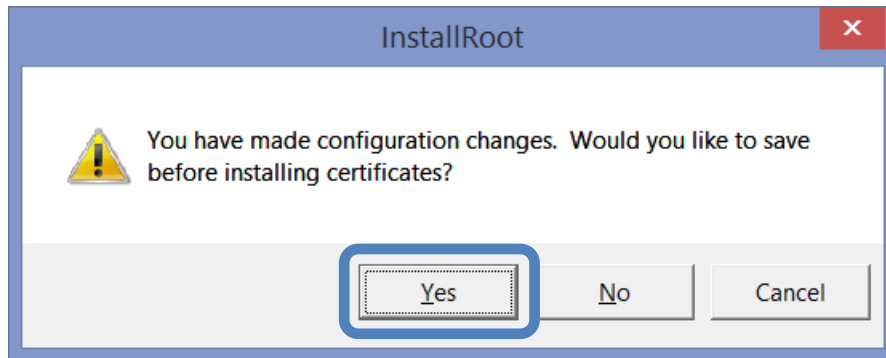 InstallRoot
You have made configuration changes.  Would you like to save
before installing certificates?
Yes
No
Cancel